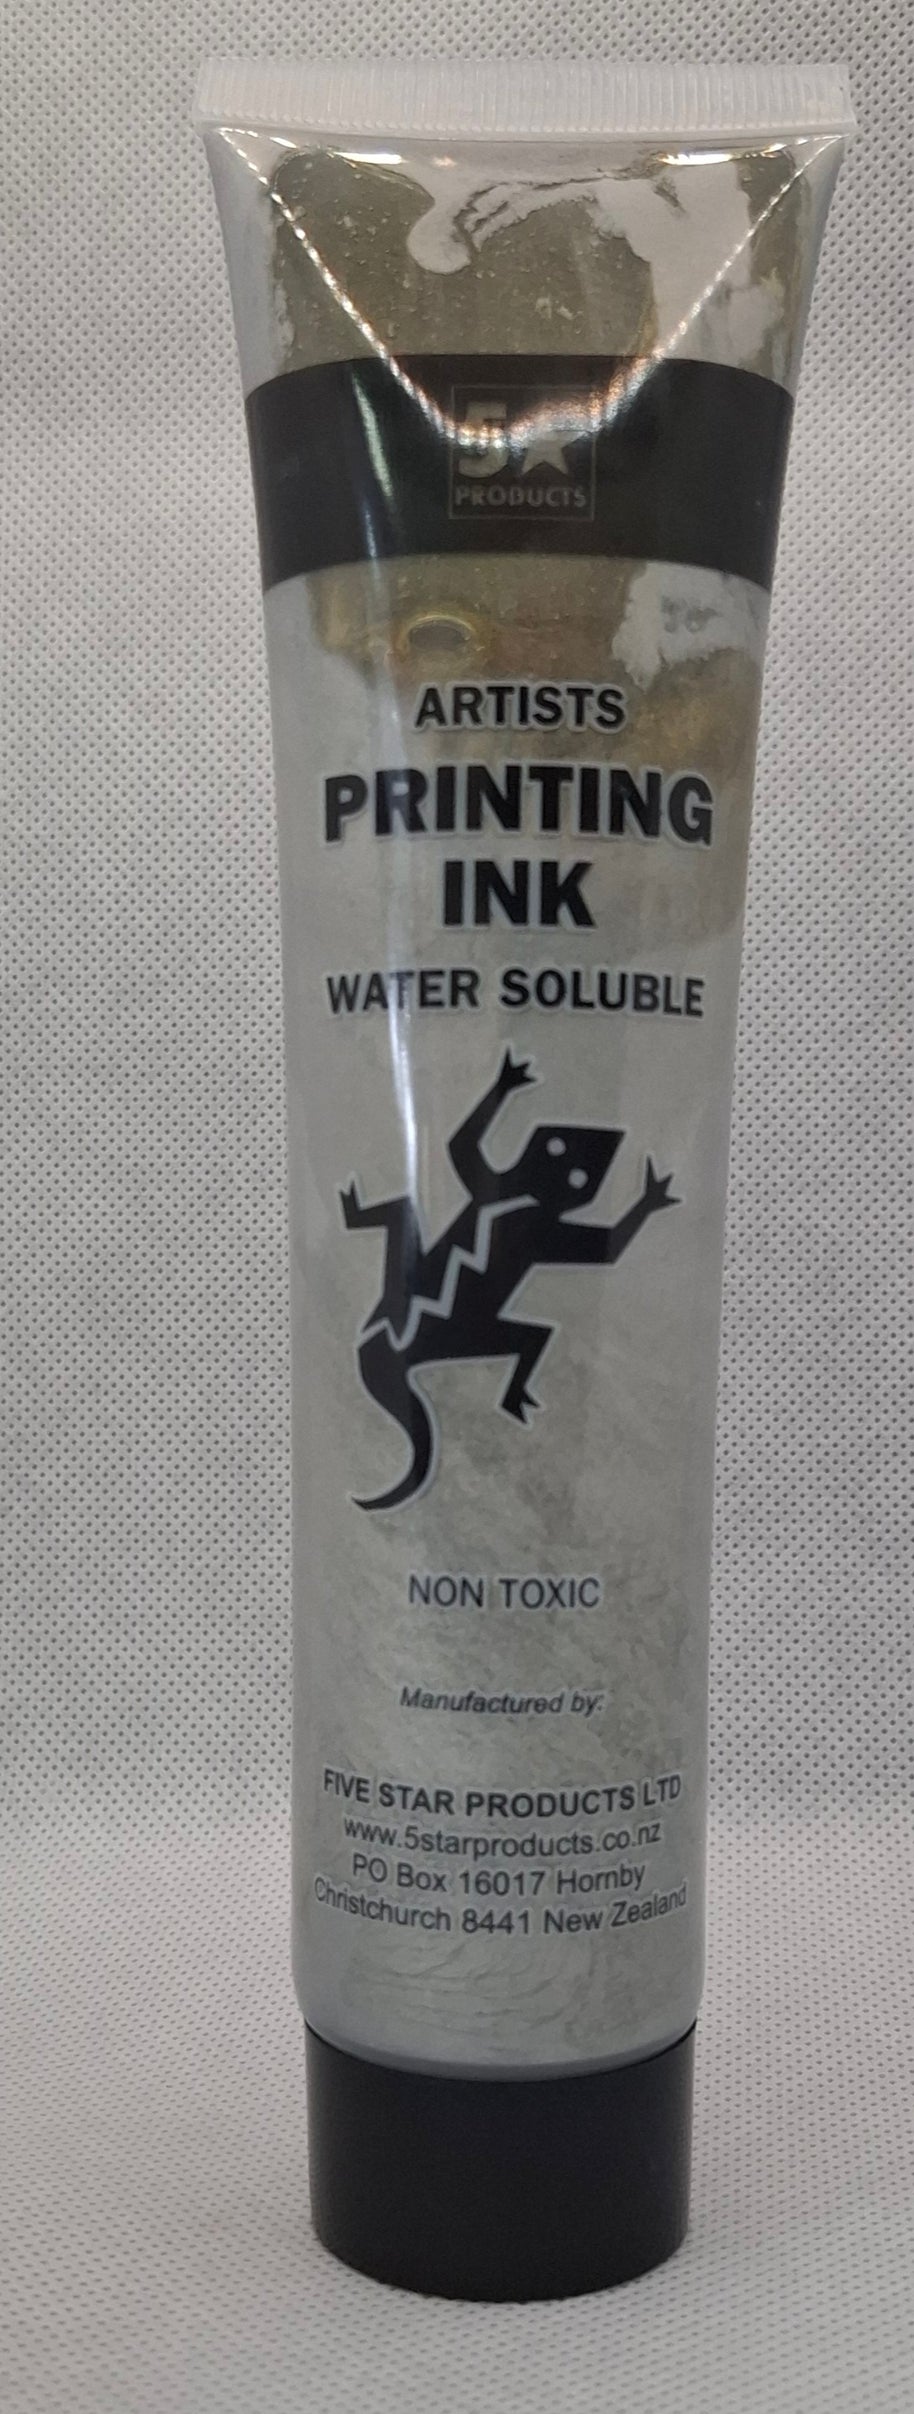 5★
PRODUCTS
ARTISTS
PRINTING
INK
WATER SOLUBLE
NON TOXIC
Manufactured by:
FIVE STAR PRODUCTS LTD
www.5starproducts.co.nz
PO Box 16017 Hornby
Christchurch 8441 New Zealand